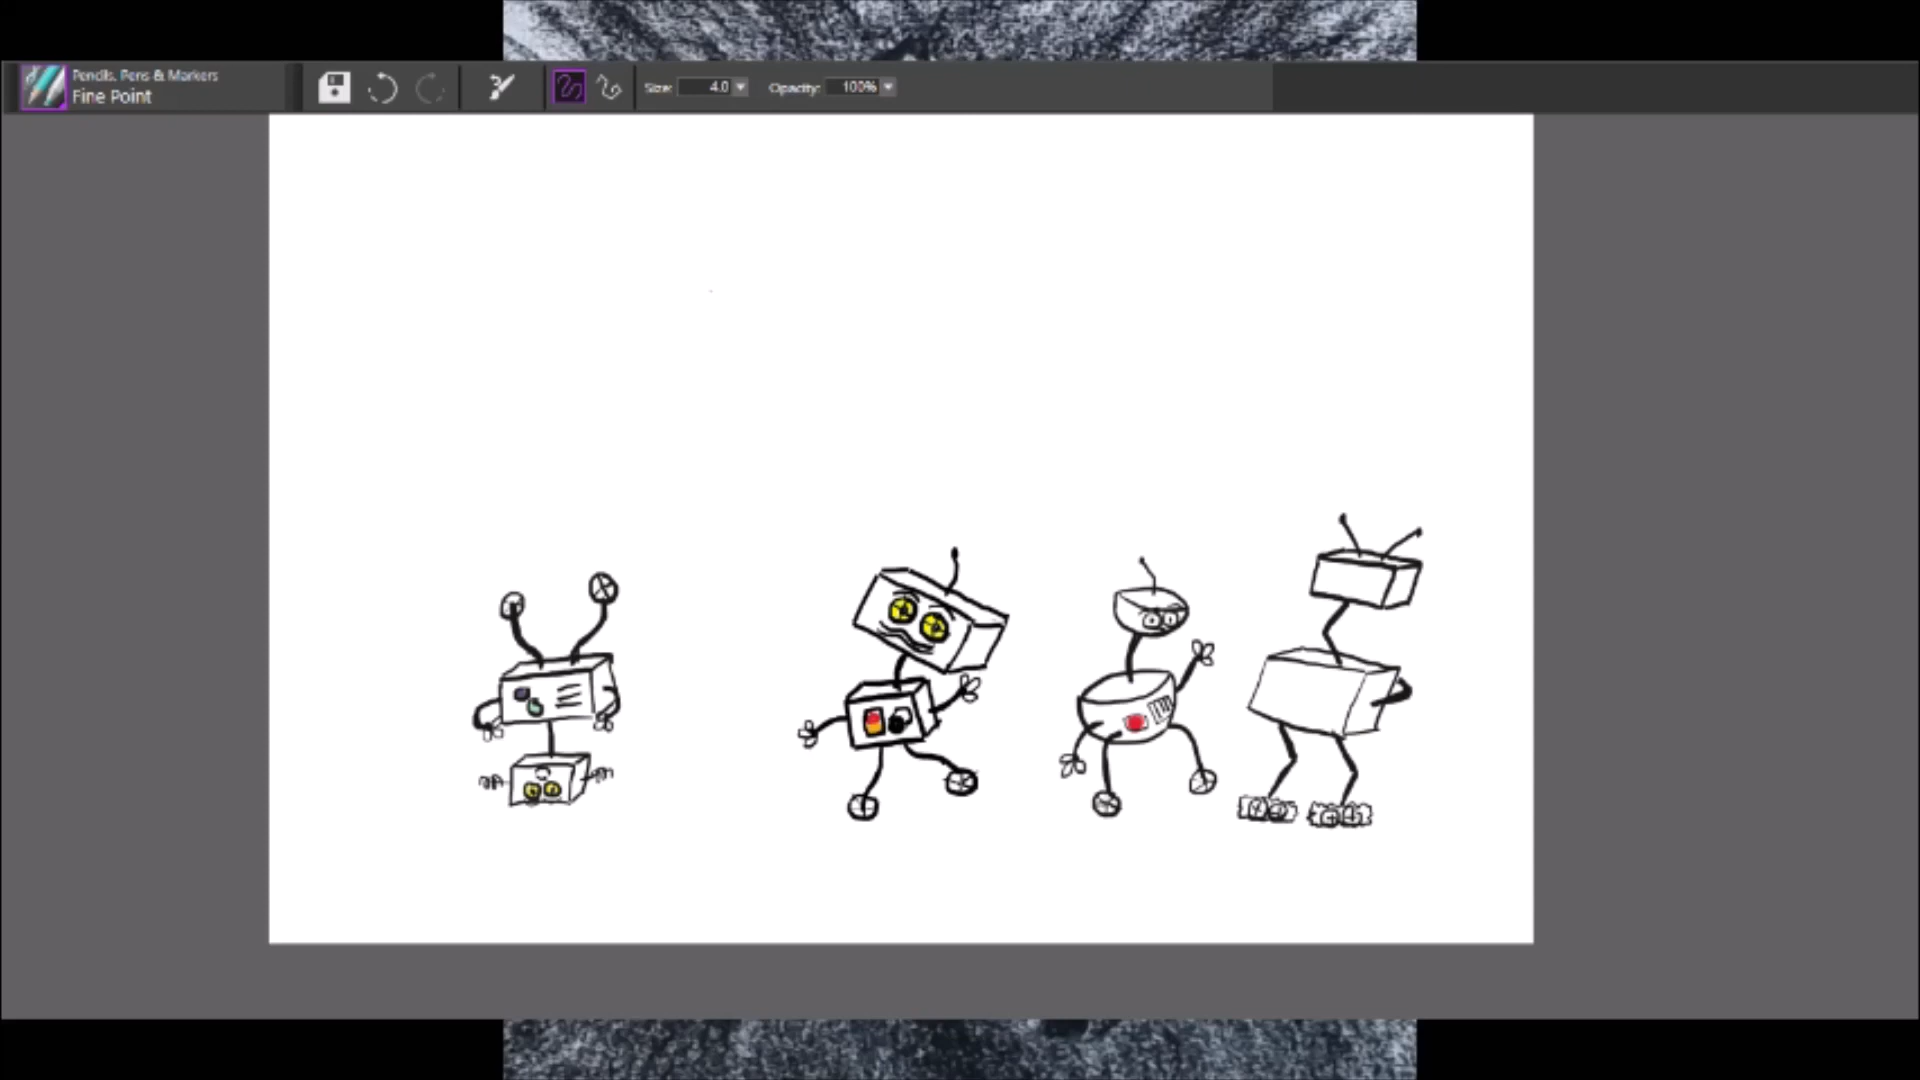 Pencils, Pens & Markers
Fine Point
Size: 4.0 Opacity: 100%